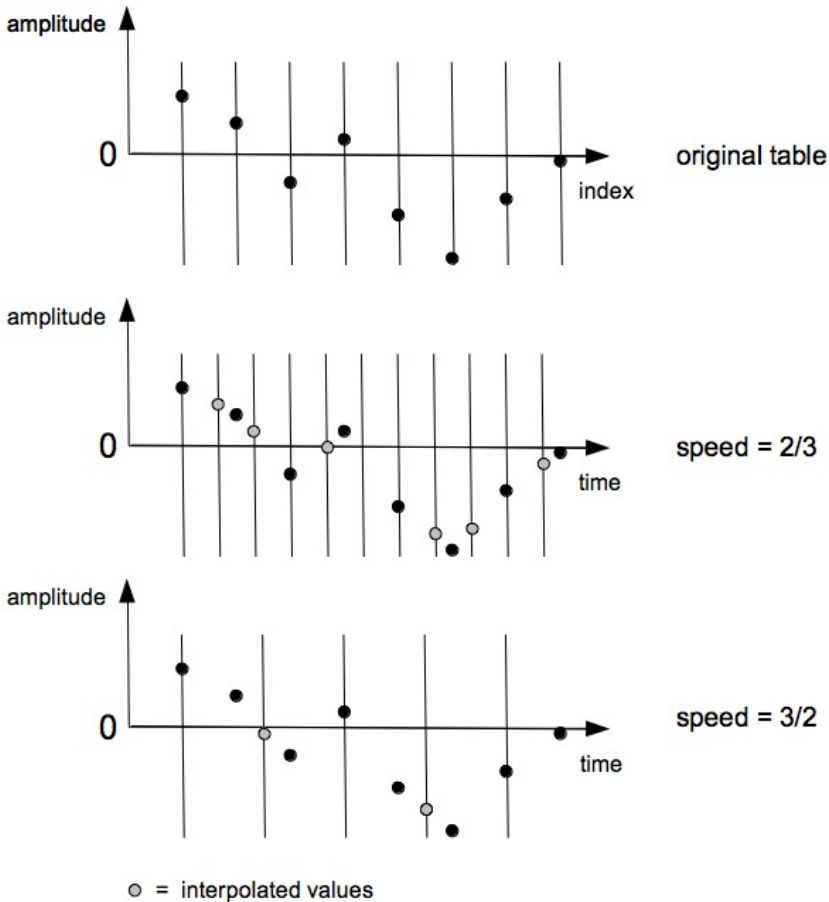 amplitude
0
index
original table
amplitude
0
time
speed = 2/3
amplitude
0
time
speed = 3/2
= interpolated values